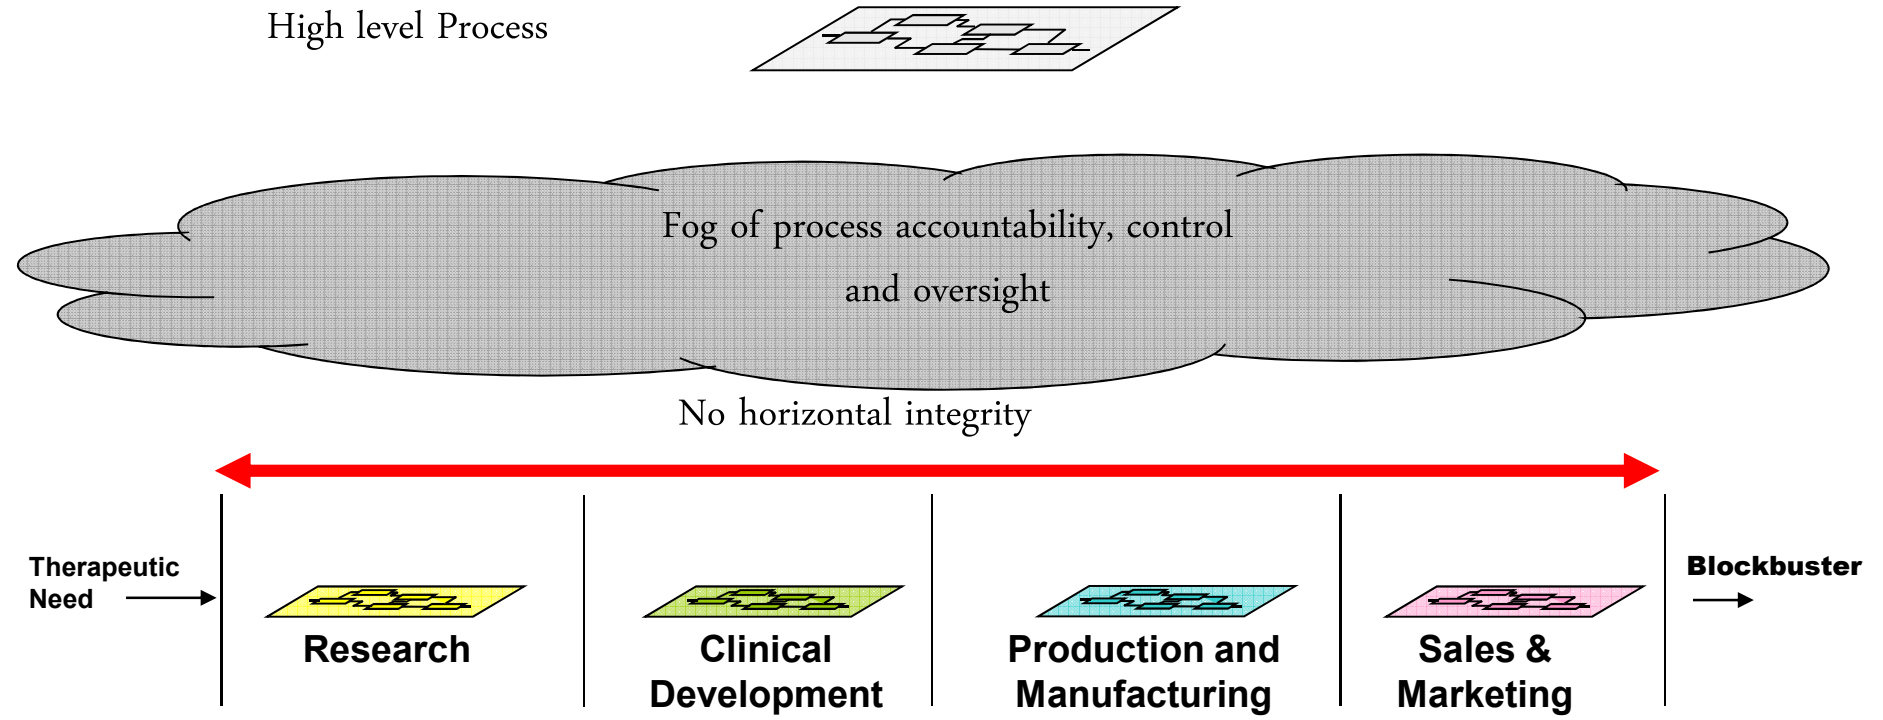 High level Process
Fog of process accountability, control
and oversight
No horizontal integrity
Therapeutic
Need
Blockbuster
Research
Clinical
Development
Production and
Manufacturing
Sales &
Marketing